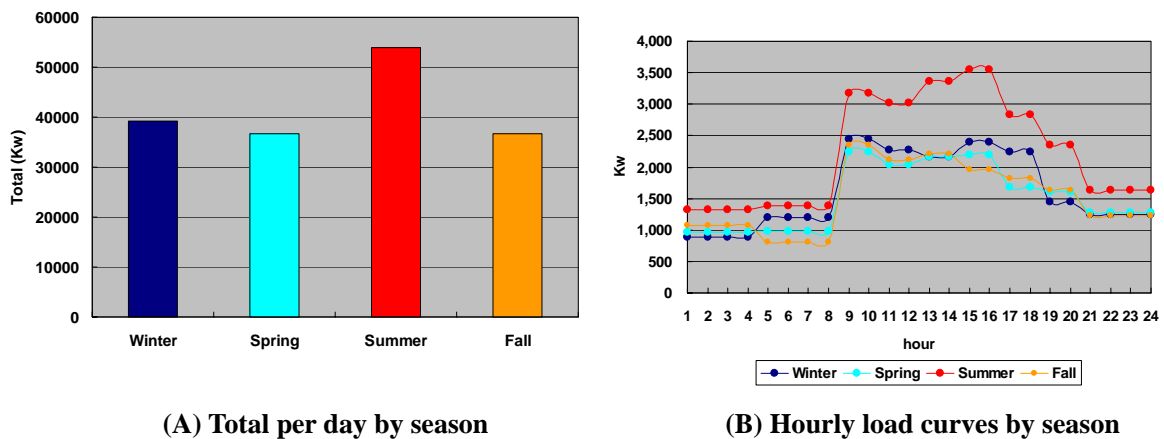 60000
50000
40000
30000
20000
10000
0
Total (Kw)
Winter Spring Summer Fall
(A) Total per day by season
4,000
3,500
3,000
2,500
2,000
1,500
1,000
500
0
Kw
1 2 3 4 5 6 7 8 9 10 11 12 13 14 15 16 17 18 19 20 21 22 23 24
hour
Winter Spring Summer Fall
(B) Hourly load curves by season